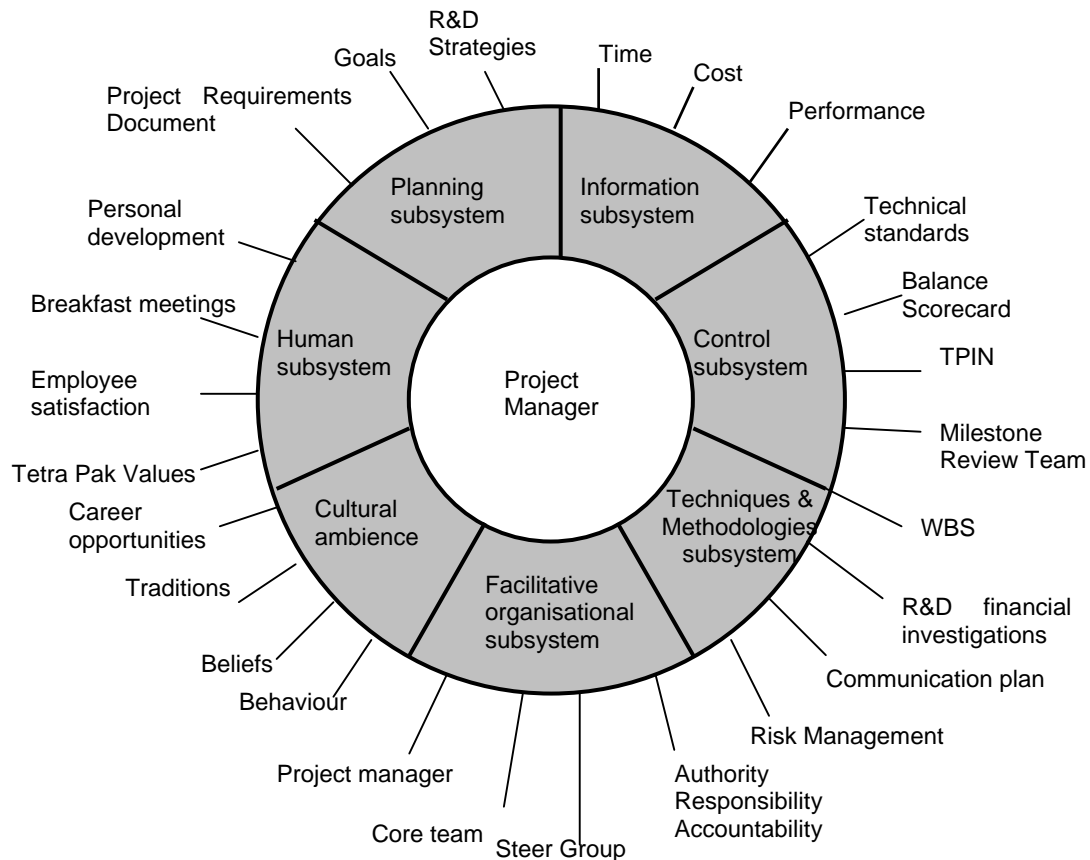 R&D
Strategies
Time
Goals
Cost
Project Requirements
Document
Performance
Planning
subsystem
Information
subsystem
Personal
development
Technical
standards
Breakfast meetings
Balance
Scorecard
Human
subsystem
Control
subsystem
TPIN
Employee
satisfaction
Project
Manager
Milestone
Review Team
Tetra Pak Values
Career
opportunities
Cultural
ambience
Techniques &
Methodologies
subsystem
WBS
Traditions
Facilitative
organisational
subsystem
R&D financial
investigations
Beliefs
Communication plan
Behaviour
Risk Management
Project manager
Authority
Responsibility
Accountability
Core team
Steer Group